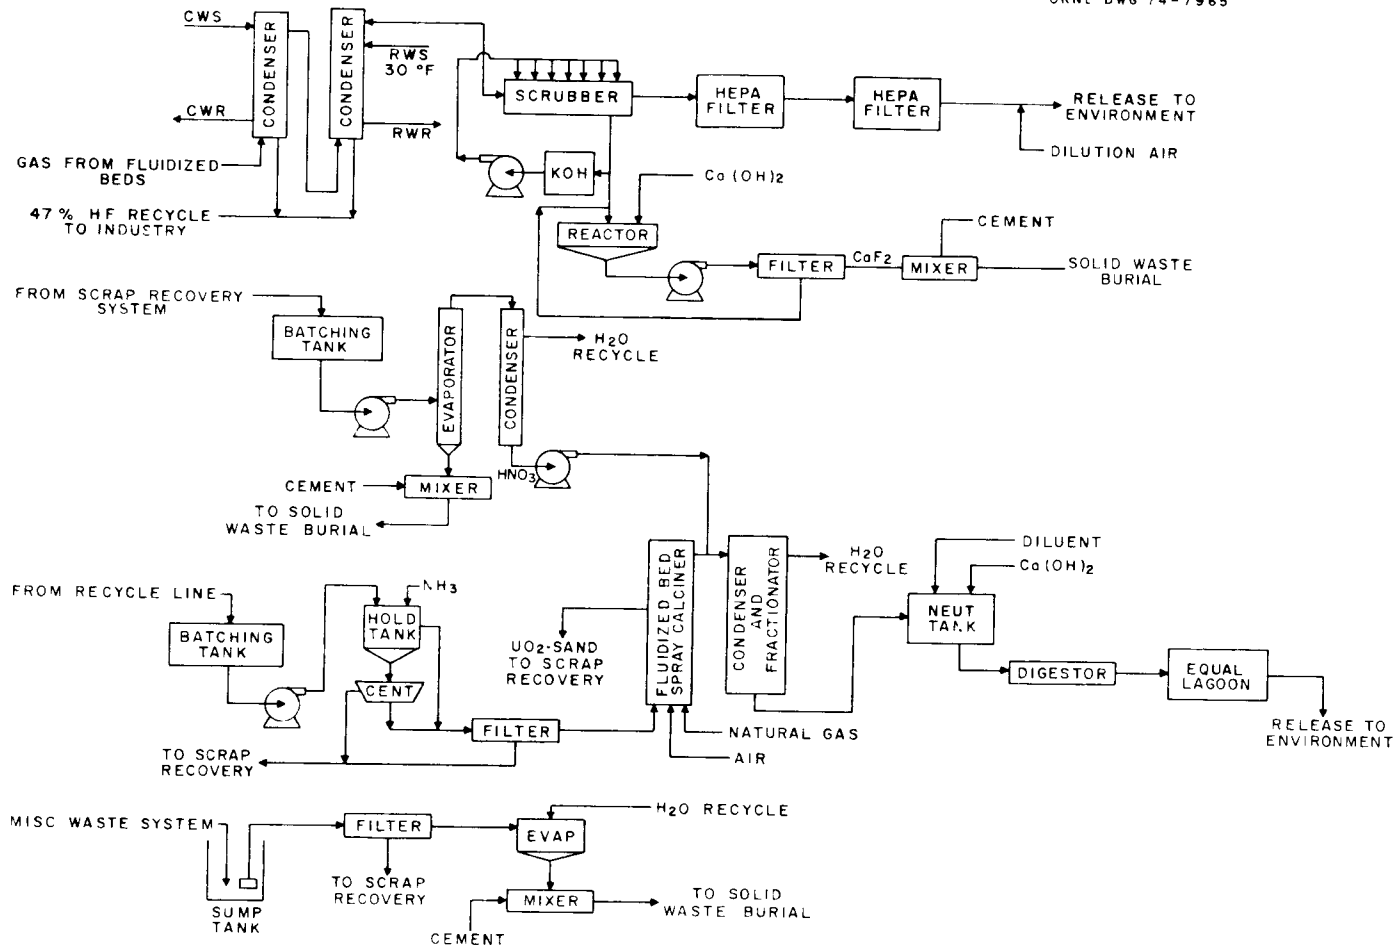 ORNL DWG 74-7965
CWS
CONDENSER
CONDENSER
RWS
30 °F
SCRUBBER
HEPA
FILTER
HEPA
FILTER
RELEASE TO
ENVIRONMENT
CWR
RWR
DILUTION AIR
GAS FROM FLUIDIZED
BEDS
KOH
Ca(OH)2
47% HF RECYCLE
TO INDUSTRY
REACTOR
CEMENT
FILTER
CaF2
MIXER
SOLID WASTE
BURIAL
FROM SCRAP RECOVERY
SYSTEM
BATCHING
TANK
EVAPORATOR
CONDENSER
H2O
RECYCLE
HNO3
CEMENT
MIXER
TO SOLID
WASTE BURIAL
FLUIDIZED BED
SPRAY CALCINER
CONDENSER
AND
FRACTIONATOR
H2O
RECYCLE
DILUENT
Ca(OH)2
FROM RECYCLE LINE
NH3
HOLD
TANK
NEUT
TANK
BATCHING
TANK
UO2-SAND
TO SCRAP
RECOVERY
CENT
DIGESTOR
EQUAL
LAGOON
FILTER
NATURAL GAS
RELEASE TO
ENVIRONMENT
TO SCRAP
RECOVERY
AIR
H2O RECYCLE
MISC WASTE SYSTEM
FILTER
EVAP
TO SCRAP
RECOVERY
MIXER
TO SOLID
WASTE BURIAL
SUMP
TANK
CEMENT